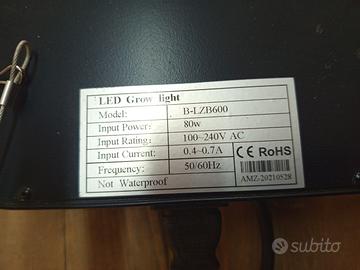 LED Grow light
Model: B-LZB600
Input Power: 80w
Input Rating: 100~240V AC
Input Current: 0.4~0.7A
Frequency: 50/60Hz
Not Waterproof
CE RoHS
AMZ-20210528
subito